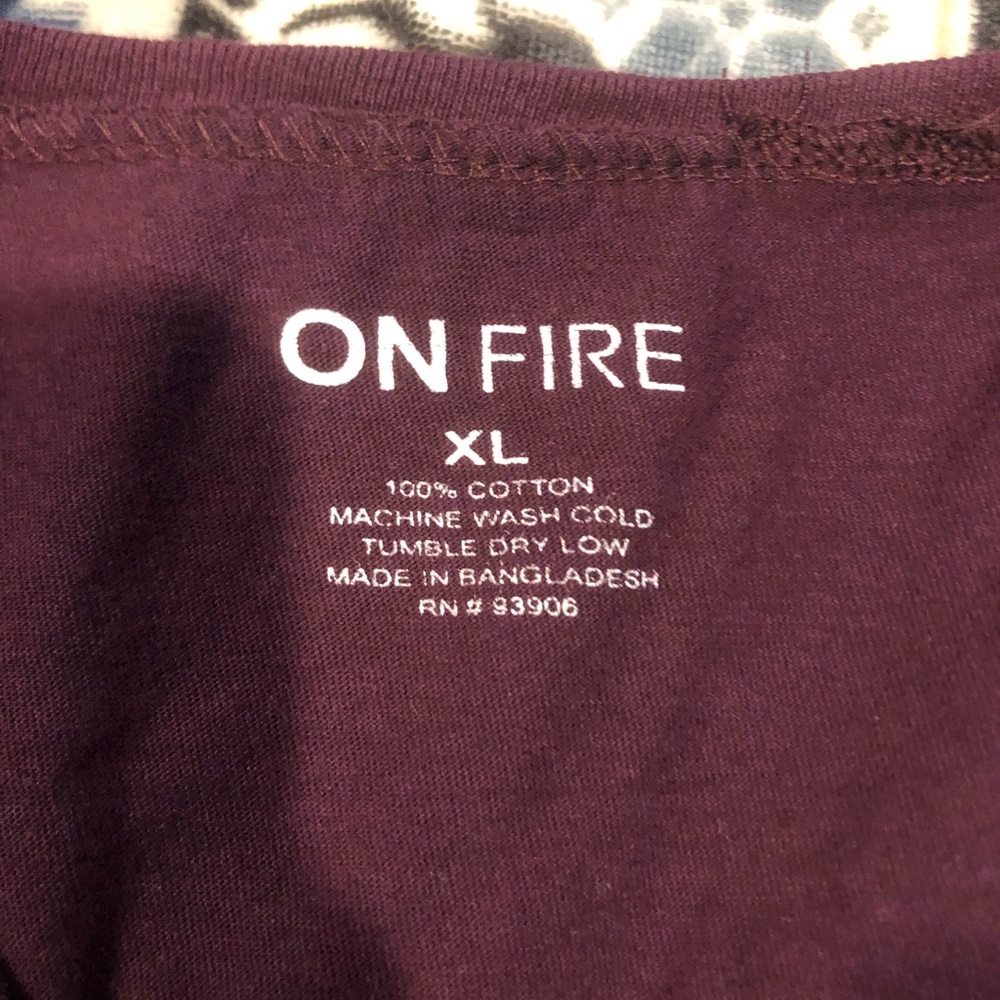 ON FIRE
XL
100% COTTON
MACHINE WASH COLD
TUMBLE DRY LOW
MADE IN BANGLADESH
RN # 93906